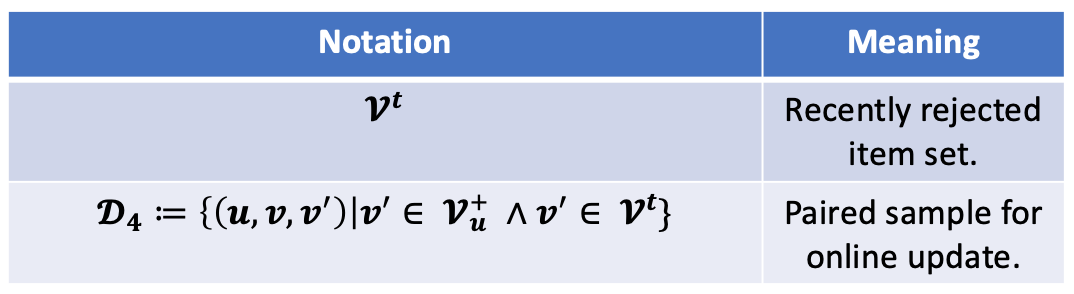 Notation Meaning
𝒱ᵗ Recently rejected
item set.
𝒟₄ ≔ {(u, v, v′)|v′ ∈ 𝒱ᵤ⁺ ∧ v′ ∈ 𝒱ᵗ} Paired sample for
online update.